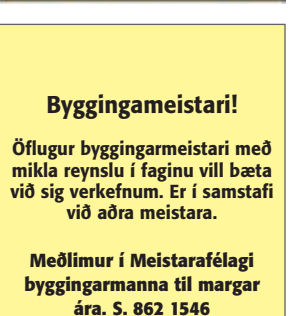 Byggingameistari!
Öflugur byggingarmeistari með
mikla reynslu í faginu vill bæta
við sig verkefnum. Er í samstafi
við aðra meistara.
Meðlimur í Meistarafélagi
byggingarmanna til margar
ára. S. 862 1546